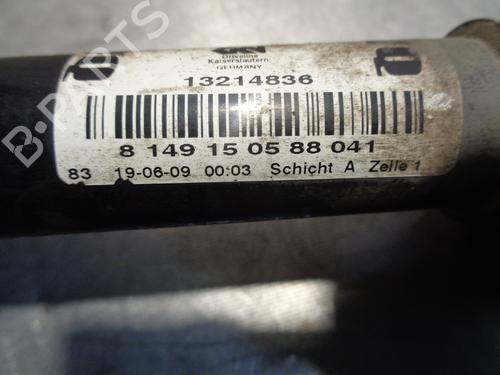 Driveline
Kaiserslautern
GERMANY
13214836
8 149 15 05 88 041
83 19-06-09 00:03 Schicht A Zelle 1
B-PARTS